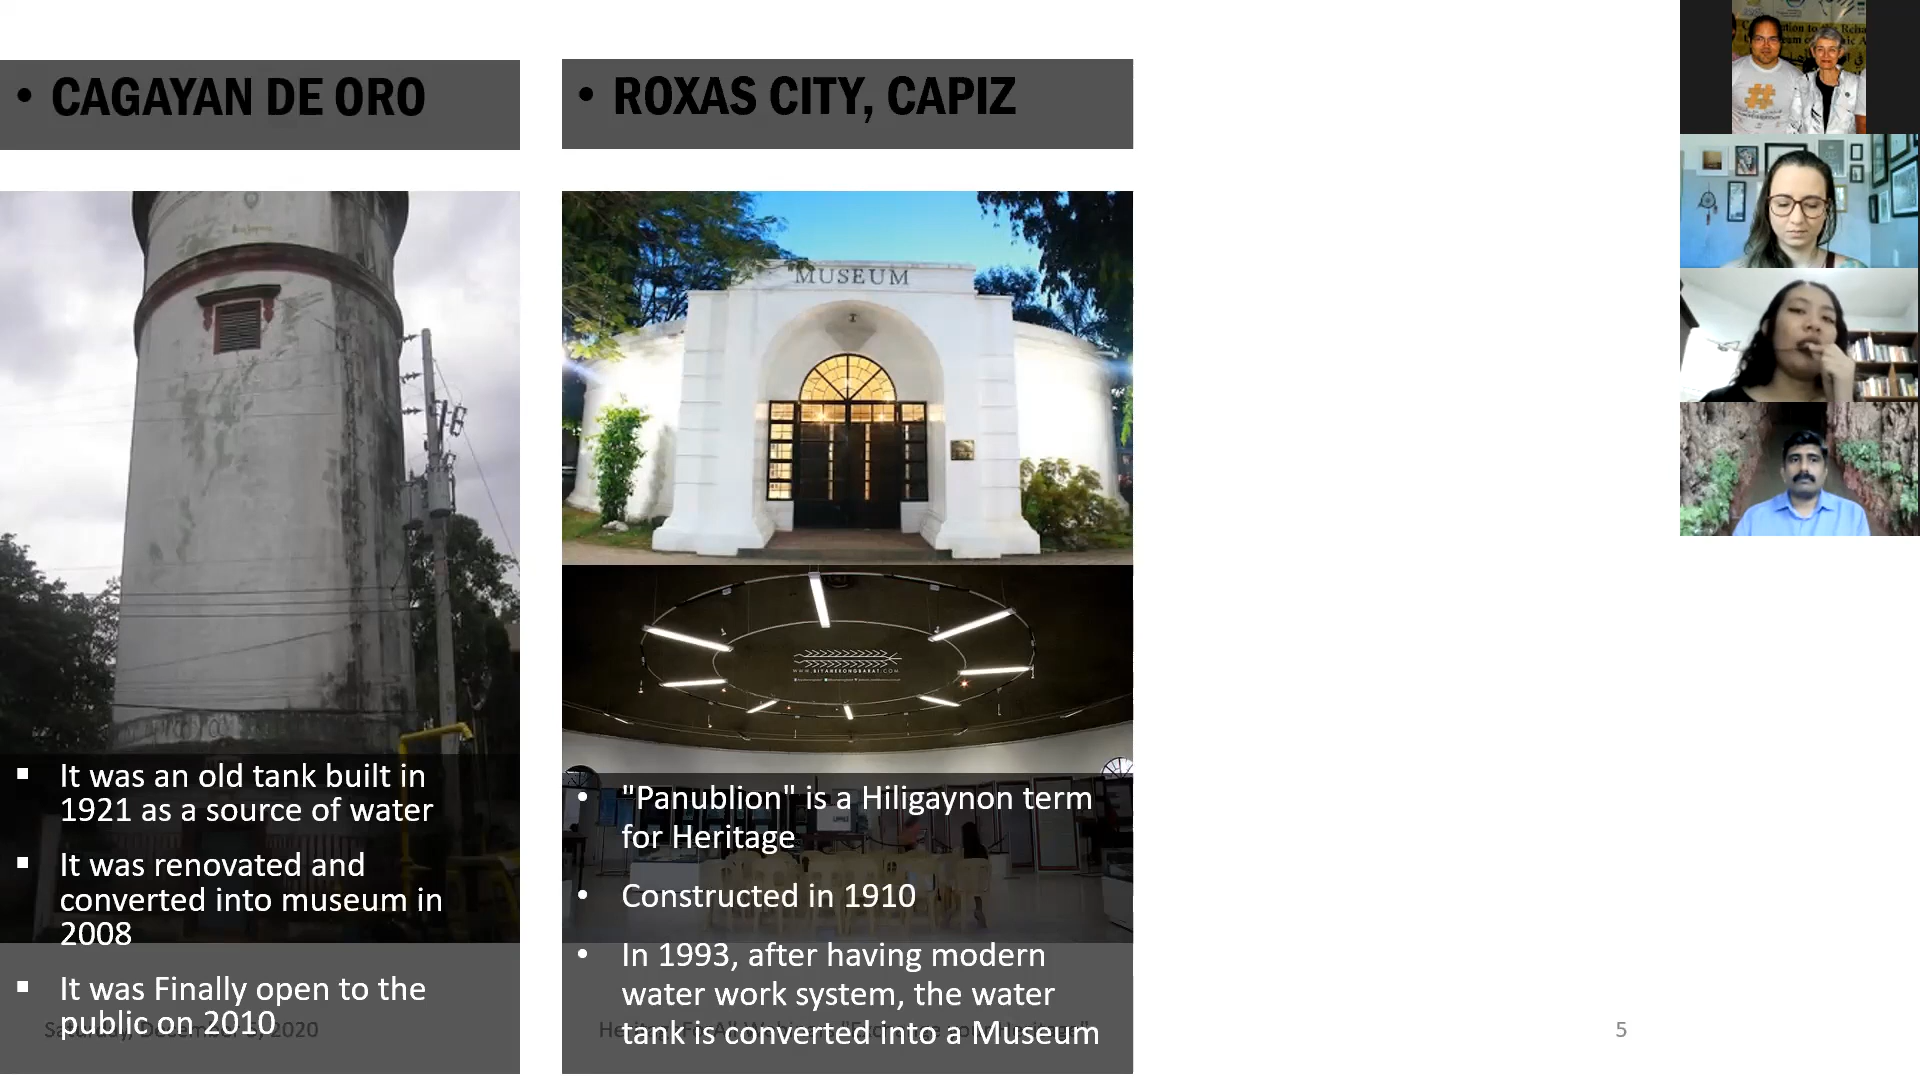 • CAGAYAN DE ORO
▪ It was an old tank built in
1921 as a source of water
▪ It was renovated and
converted into museum in
2008
▪ It was Finally open to the
public on 2010
• ROXAS CITY, CAPIZ
MUSEUM
WWW.BIYAHERONGBARAT.COM
• "Panublion" is a Hiligaynon term
for Heritage
• Constructed in 1910
• In 1993, after having modern
water work system, the water
tank is converted into a Museum
5